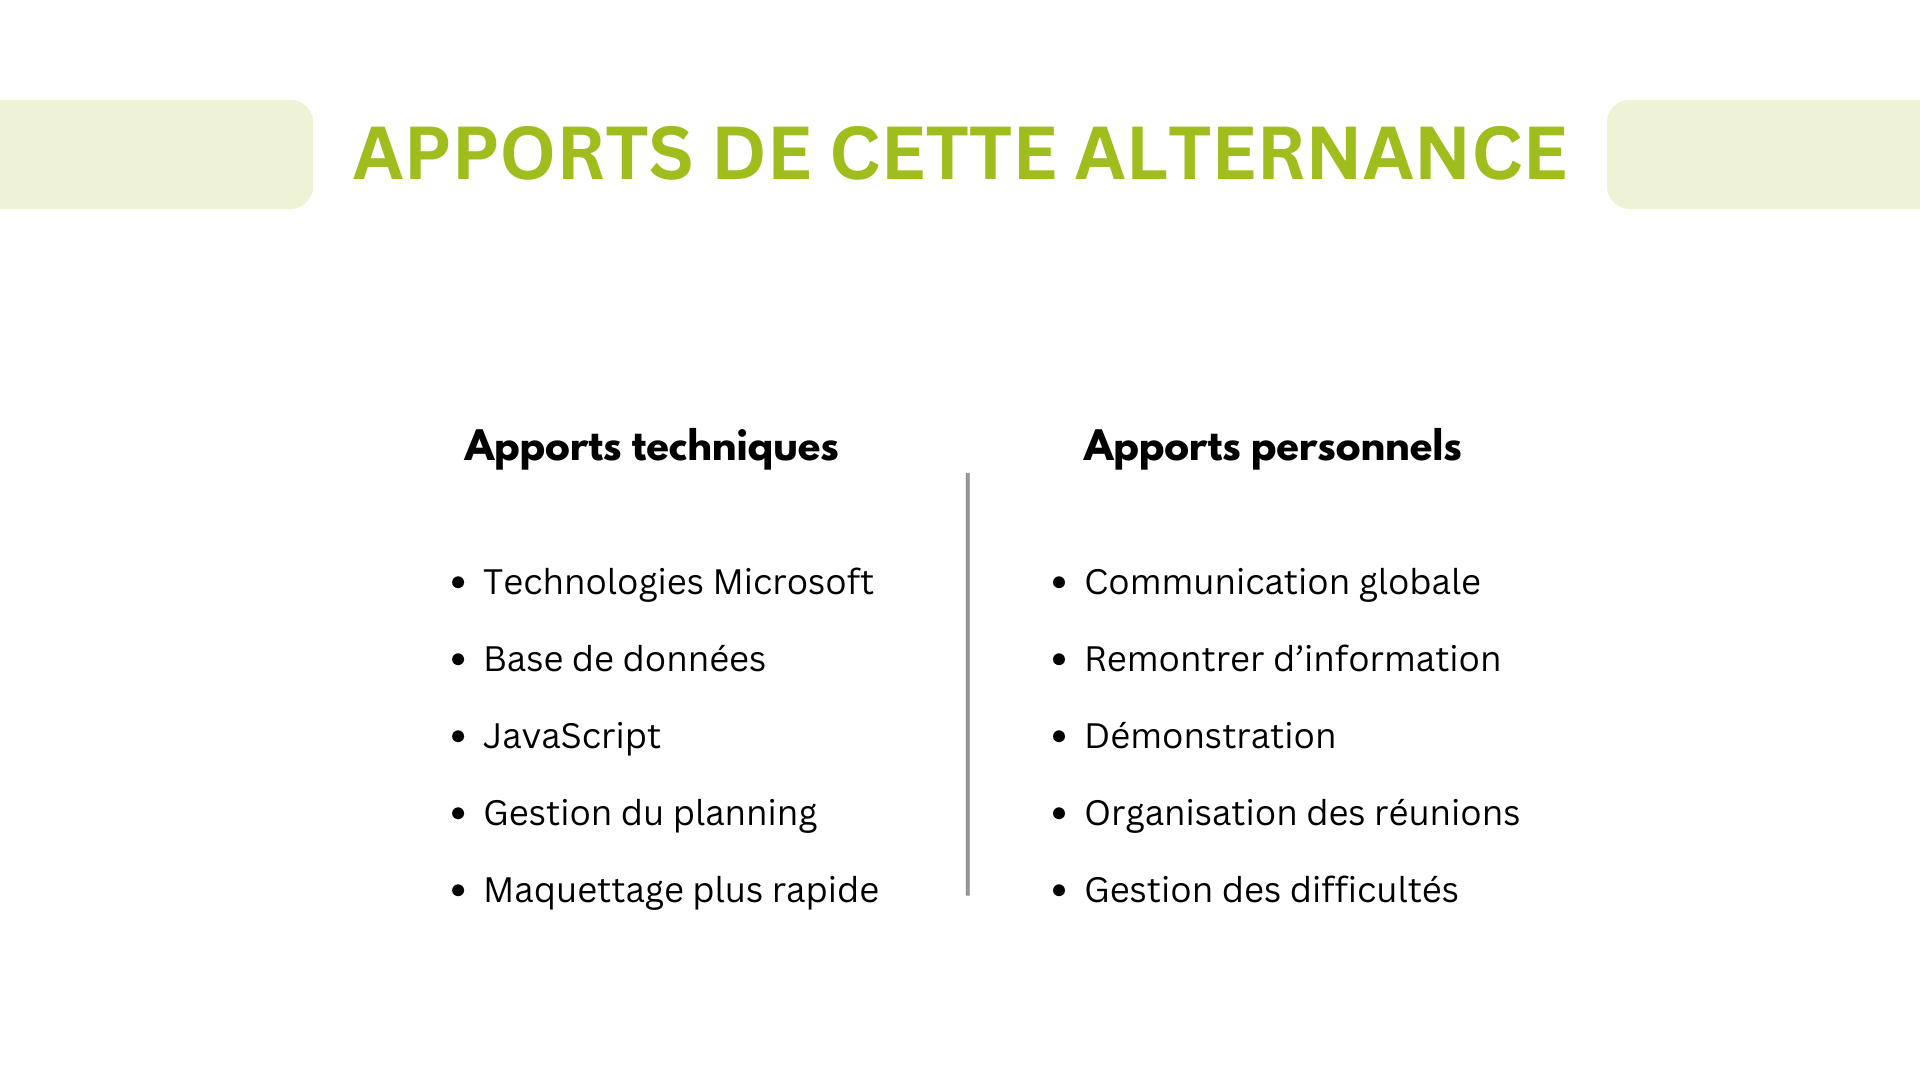 APPORTS DE CETTE ALTERNANCE
Apports techniques
• Technologies Microsoft
• Base de données
• JavaScript
• Gestion du planning
• Maquettage plus rapide
Apports personnels
• Communication globale
• Remontrer d’information
• Démonstration
• Organisation des réunions
• Gestion des difficultés